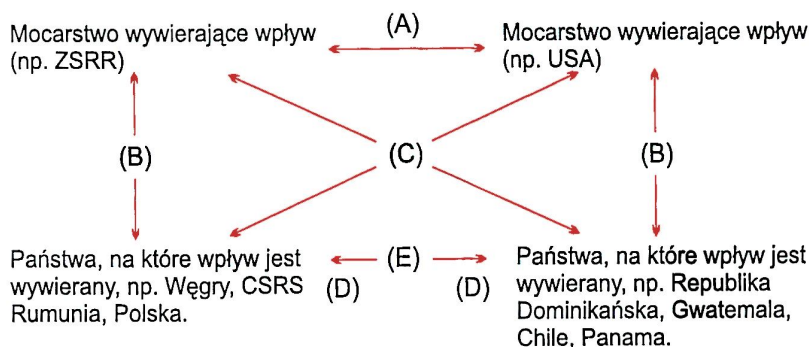 (A)
Mocarstwo wywierające wpływ
(np. ZSRR)
Mocarstwo wywierające wpływ
(np. USA)
(B)
(C)
(B)
Państwa, na które wpływ jest
wywierany, np. Węgry, CSRS
Rumunia, Polska.
(E)
(D)
(D)
Państwa, na które wpływ jest
wywierany, np. Republika
Dominikańska, Gwatemala,
Chile, Panama.